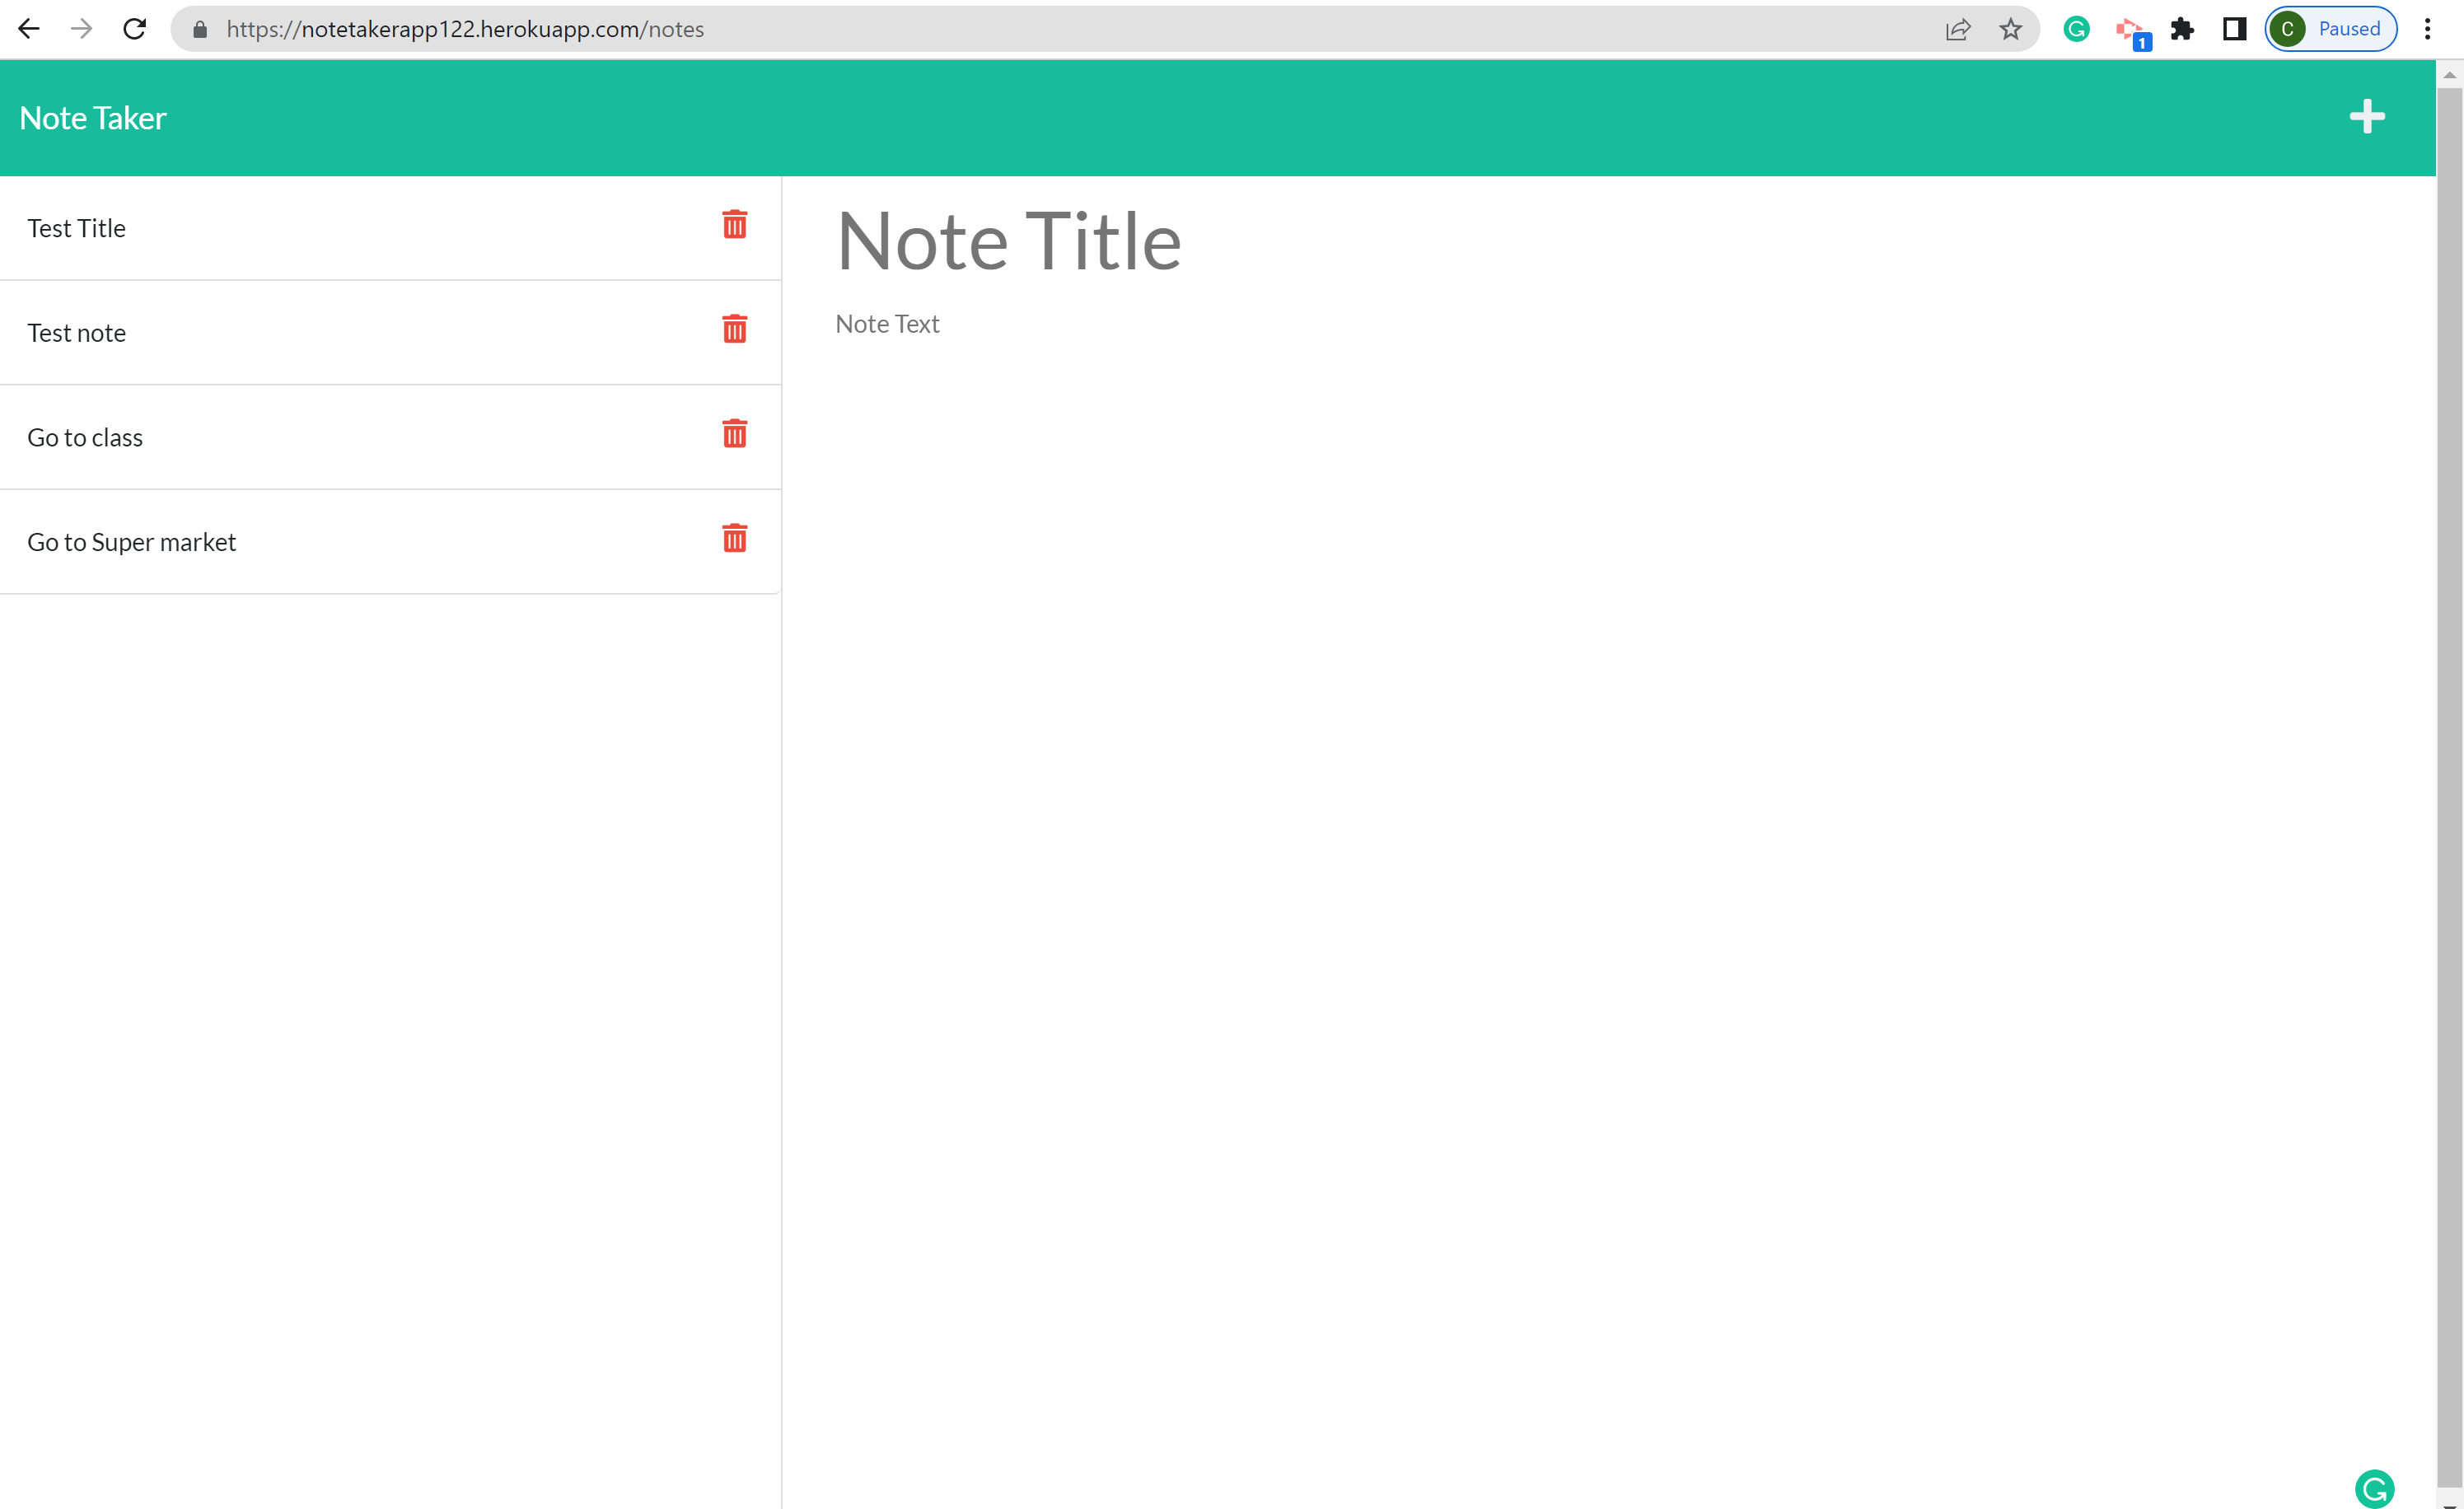 https://notetakerapp122.herokuapp.com/notes
1
C Paused
Note Taker
Test Title
Test note
Go to class
Go to Super market
Note Title
Note Text